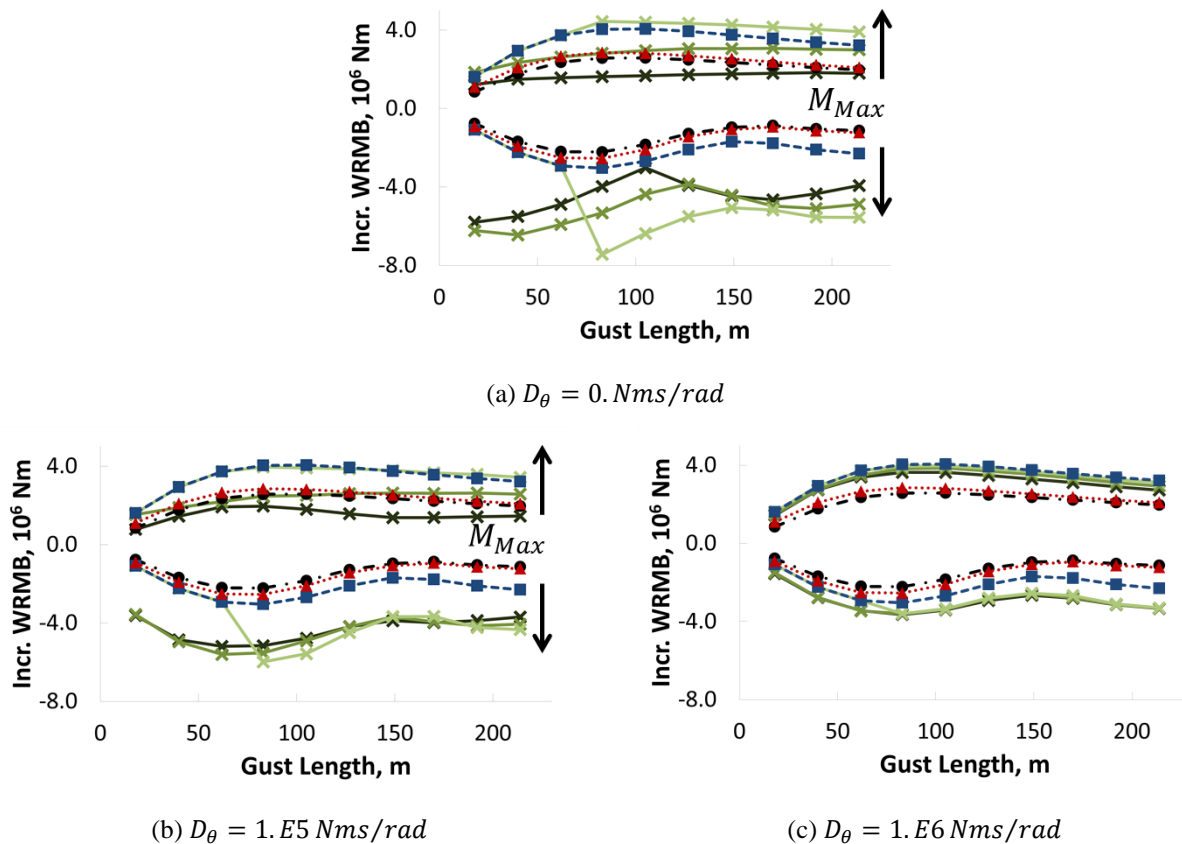 4.0
0.0
-4.0
-8.0
Incr. WRMB, 10⁶ Nm
M_Max
0 50 100 150 200
Gust Length, m
(a) D_θ = 0. Nms/rad
4.0
0.0
-4.0
-8.0
Incr. WRMB, 10⁶ Nm
M_Max
0 50 100 150 200
Gust Length, m
(b) D_θ = 1. E5 Nms/rad
4.0
0.0
-4.0
-8.0
Incr. WRMB, 10⁶ Nm
0 50 100 150 200
Gust Length, m
(c) D_θ = 1. E6 Nms/rad